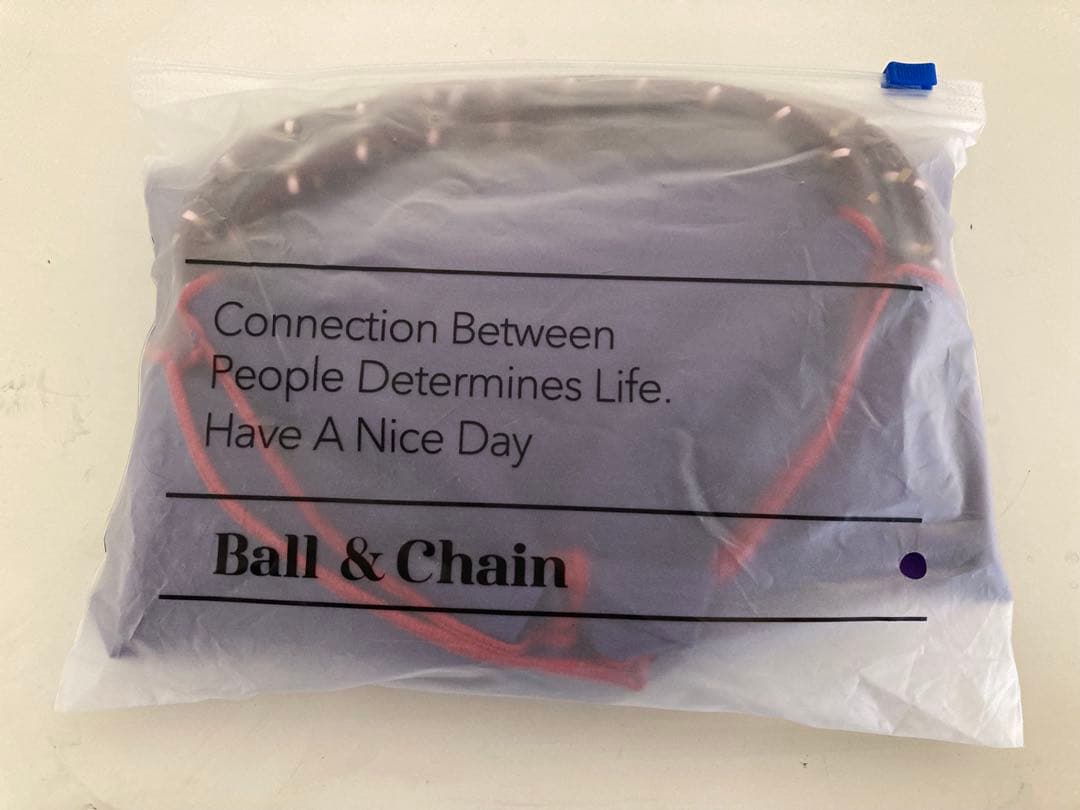 Connection Between
People Determines Life.
Have A Nice Day
Ball & Chain